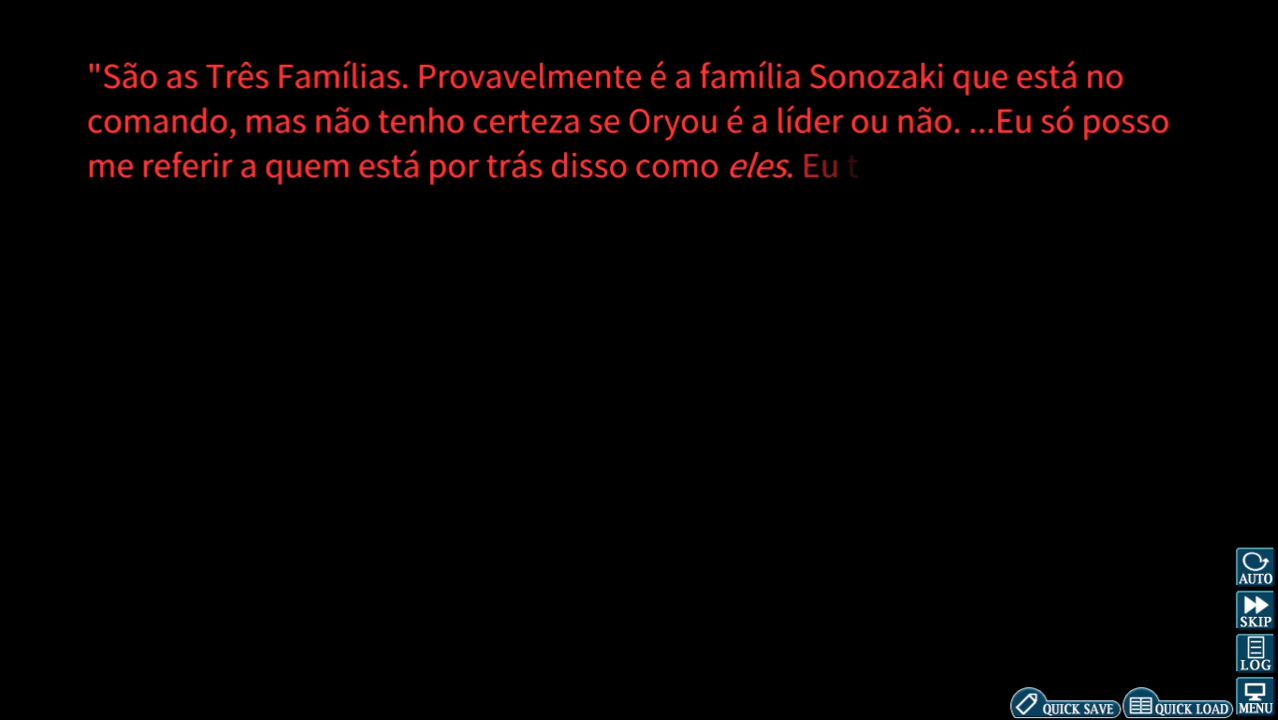 "São as Três Famílias. Provavelmente é a família Sonozaki que está no
comando, mas não tenho certeza se Oryou é a líder ou não. ...Eu só posso
me referir a quem está por trás disso como eles. Eu t
AUTO
SKIP
LOG
QUICK SAVE
QUICK LOAD
MENU